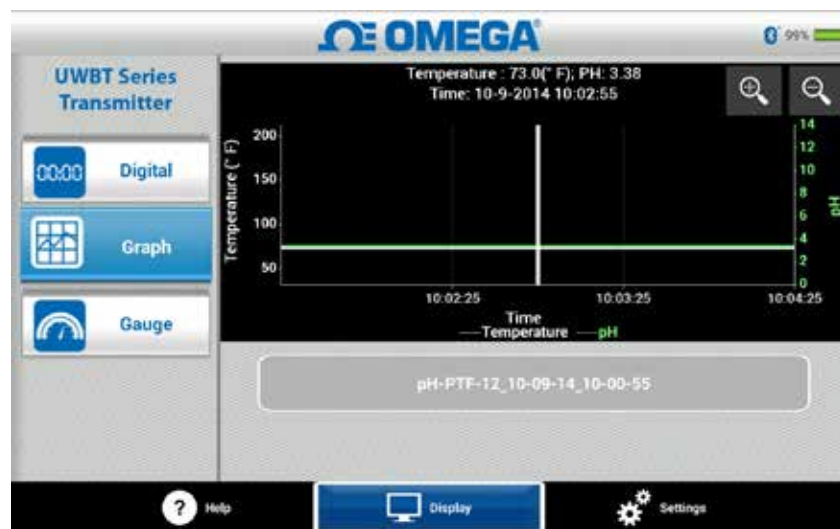 OMEGA
99%
UWBT Series
Transmitter
00:00 Digital
Graph
Gauge
Temperature : 73.0(° F); PH: 3.38
Time: 10-9-2014 10:02:55
Temperature (° F)
200
150
100
50
14
12
10
8
6
4
2
0
pH
10:02:25 10:03:25 10:04:25
Time
Temperature pH
pH-PTF-12_10-09-14_10-00-55
? Help Display Settings